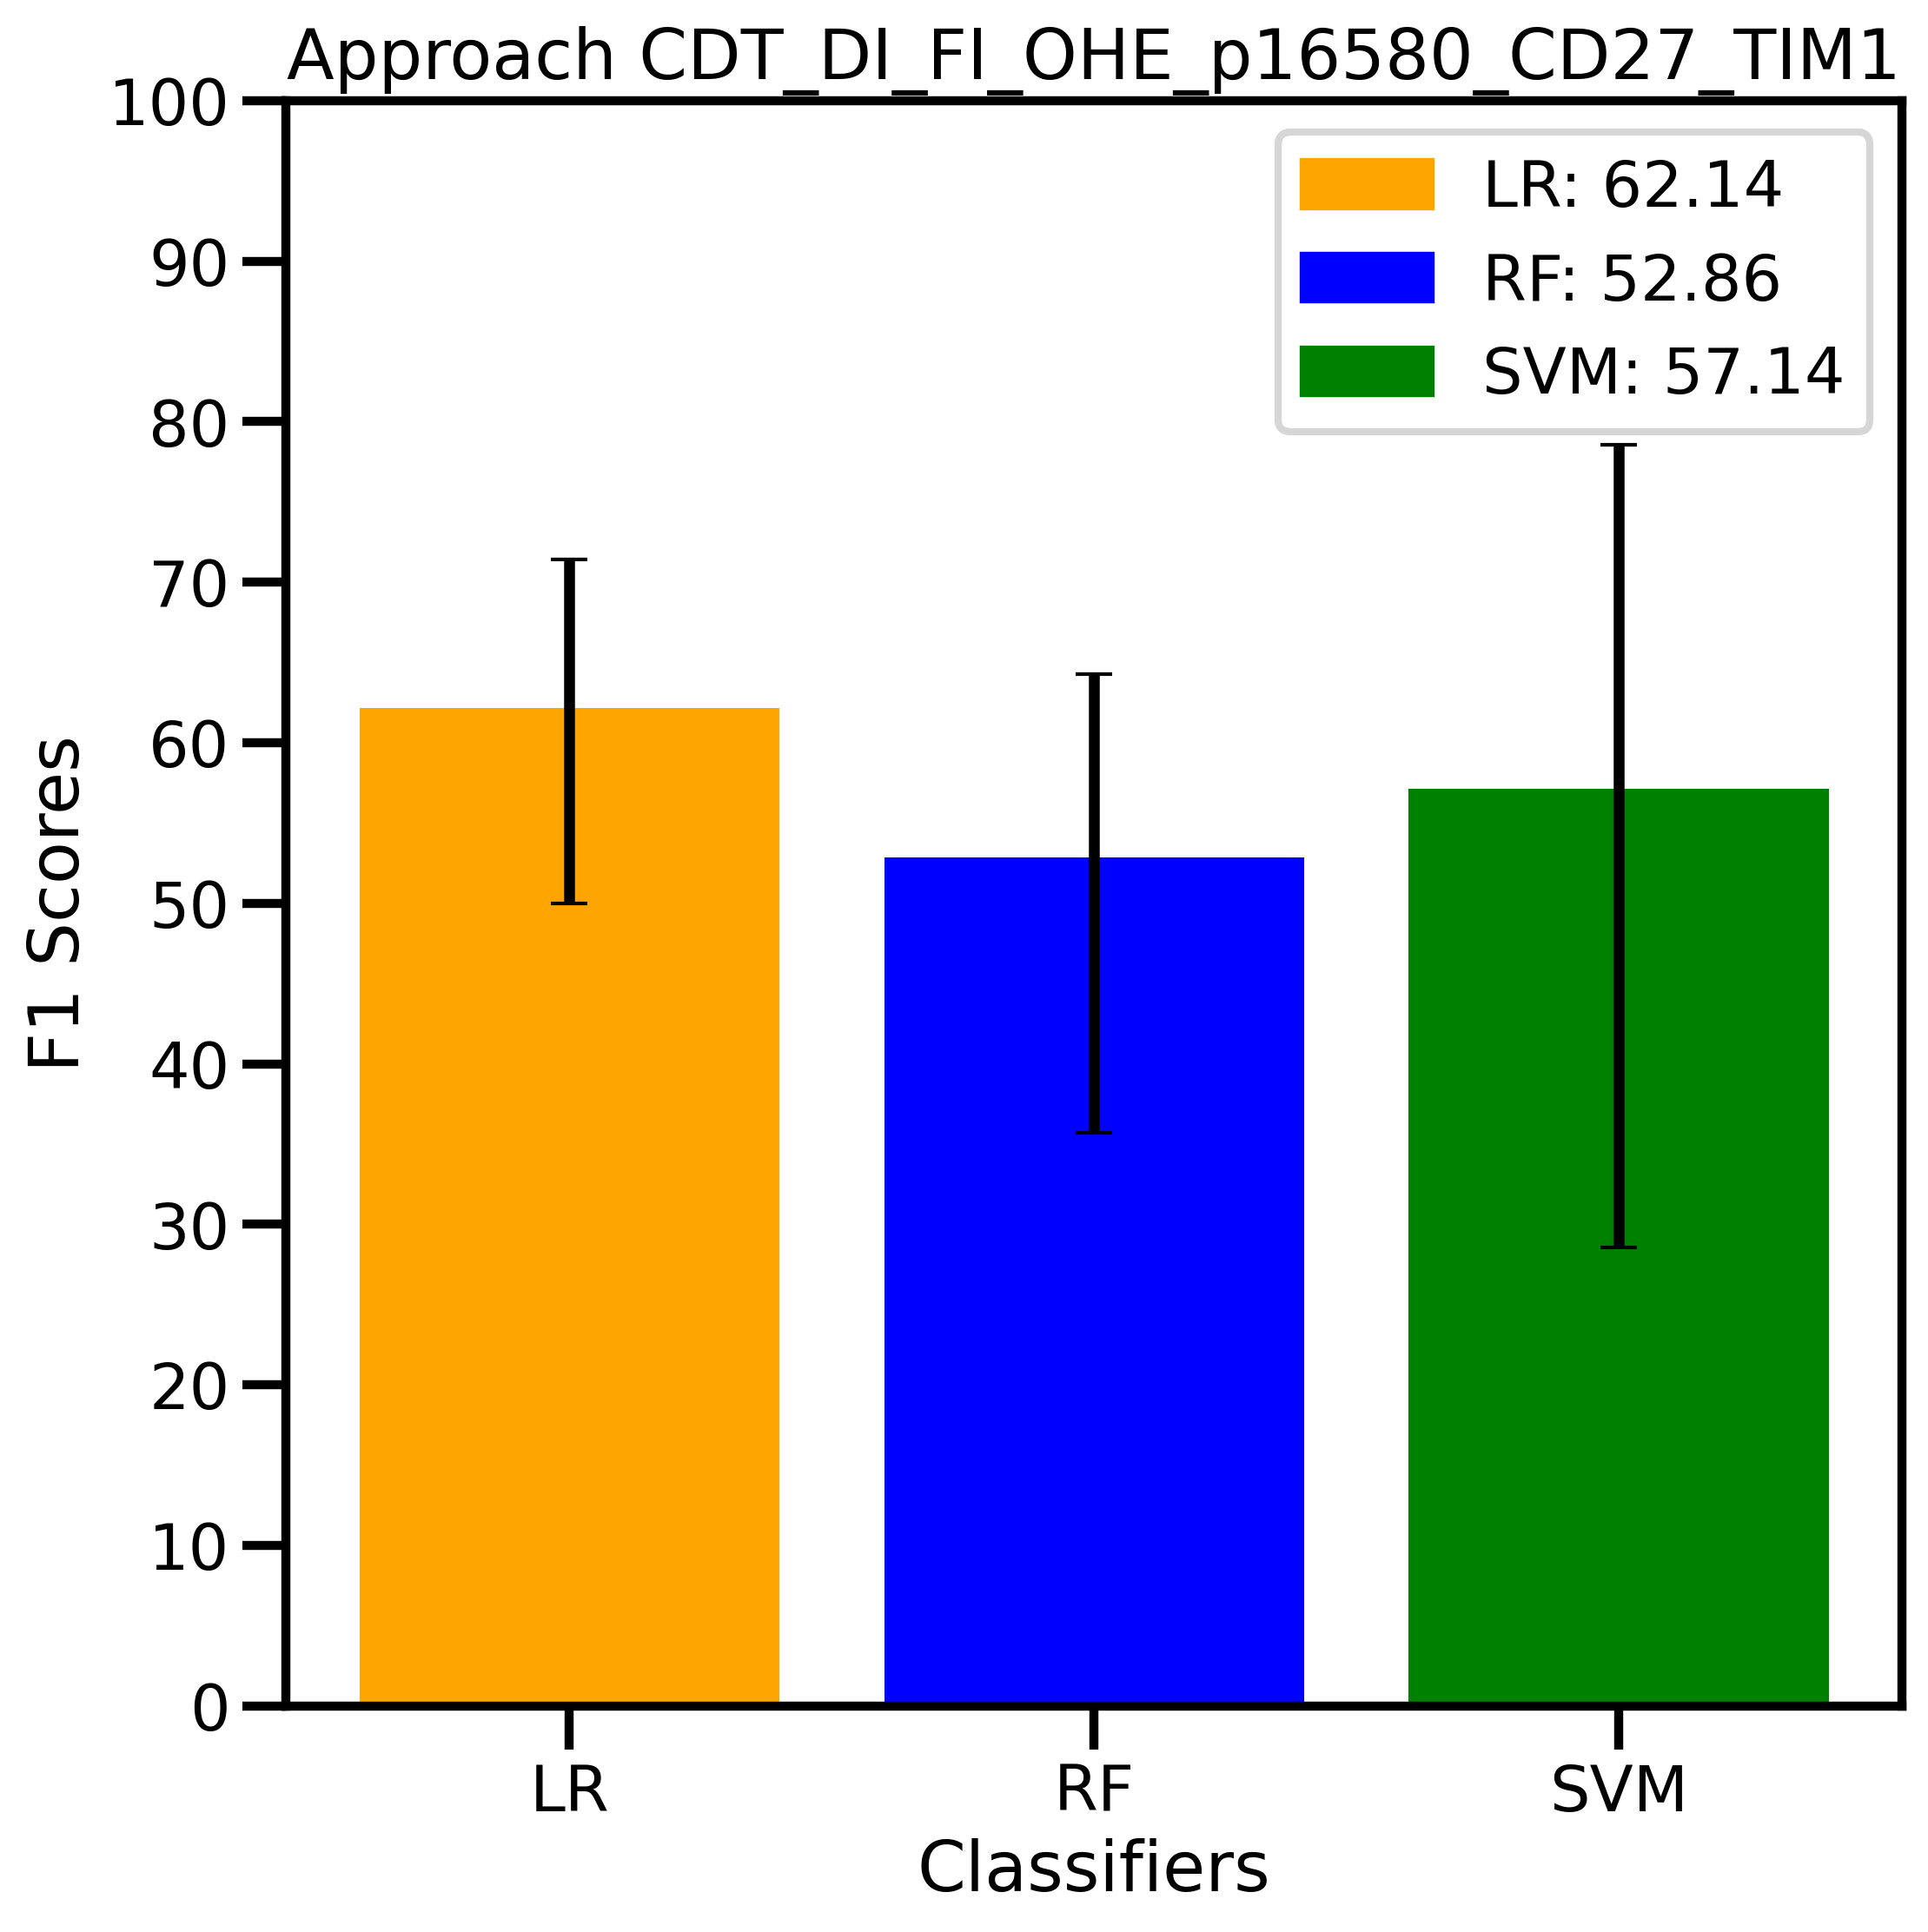 Approach CDT_DI_FI_OHE_p16580_CD27_TIM1
LR: 62.14
RF: 52.86
SVM: 57.14
F1 Scores
100
90
80
70
60
50
40
30
20
10
0
LR
RF
SVM
Classifiers